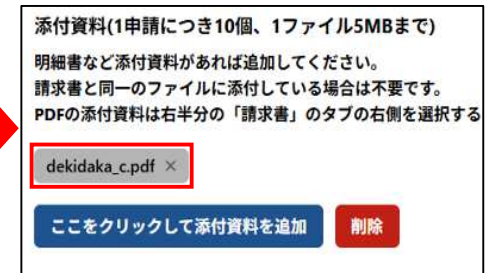 添付資料(1申請につき10個、1ファイル5MBまで)
明細書など添付資料があれば追加してください。
請求書と同一のファイルに添付している場合は不要です。
PDFの添付資料は右半分の「請求書」のタブの右側を選択する
dekidaka_c.pdf ×
ここをクリックして添付資料を追加 削除